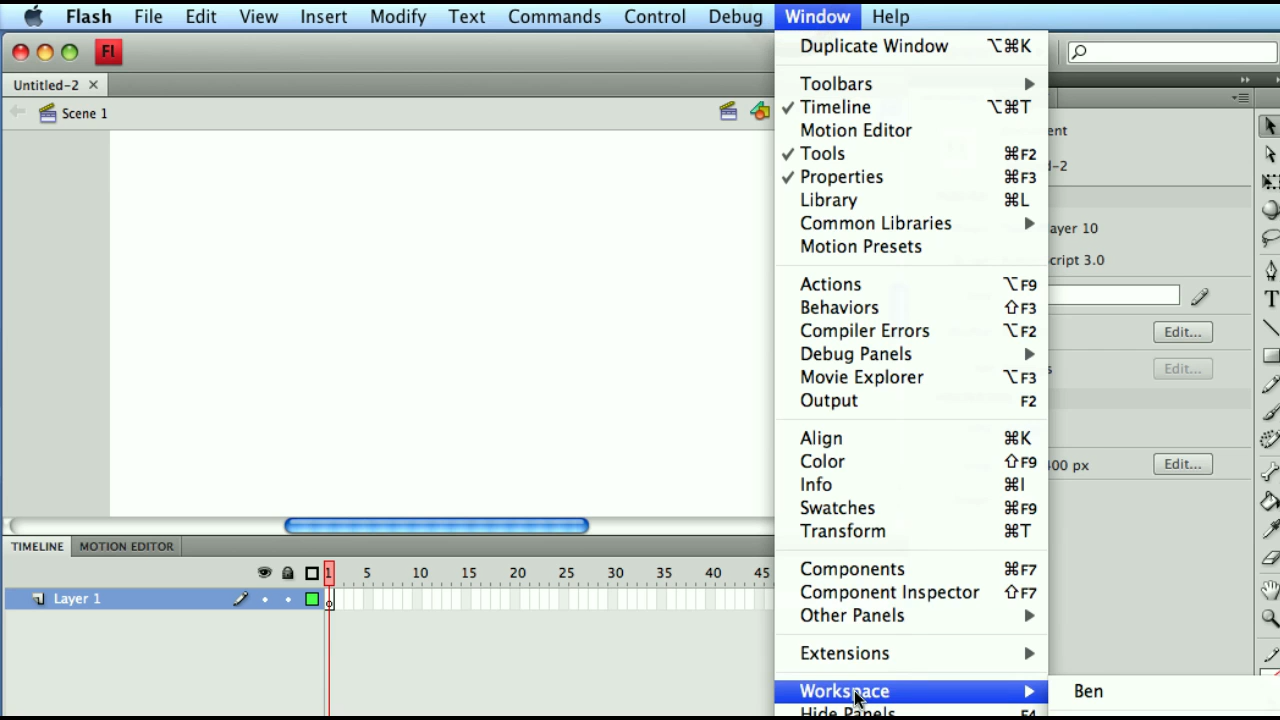 Flash File Edit View Insert Modify Text Commands Control Debug Window Help
Fl
Untitled-2 ×
Scene 1
Duplicate Window ⌥⌘K
Toolbars
✓ Timeline ⌥⌘T
Motion Editor
✓ Tools ⌘F2
✓ Properties ⌘F3
Library ⌘L
Common Libraries
Motion Presets
Actions ⌥F9
Behaviors ⇧F3
Compiler Errors ⌥F2
Debug Panels
Movie Explorer ⌥F3
Output F2
Align ⌘K
Color ⇧F9
Info ⌘I
Swatches ⌘F9
Transform ⌘T
Components ⌘F7
Component Inspector ⇧F7
Other Panels
Extensions
Workspace
Hide Panels F4
Ben
ent
-2
ayer 10
cript 3.0
Edit...
s Edit...
00 px Edit...
T
TIMELINE MOTION EDITOR
1 5 10 15 20 25 30 35 40 45
Layer 1